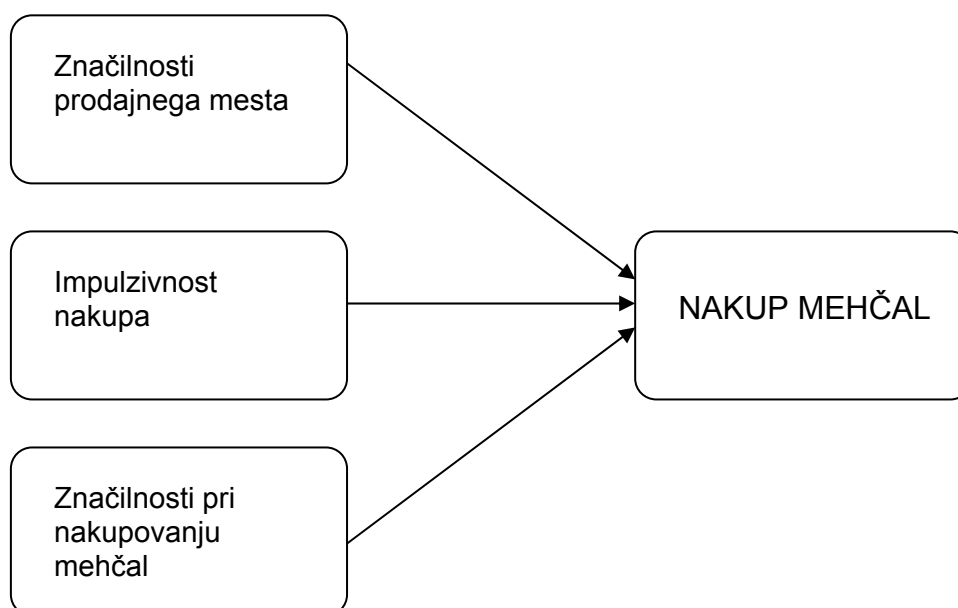 Značilnosti
prodajnega mesta
Impulzivnost
nakupa
NAKUP MEHČAL
Značilnosti pri
nakupovanju
mehčal